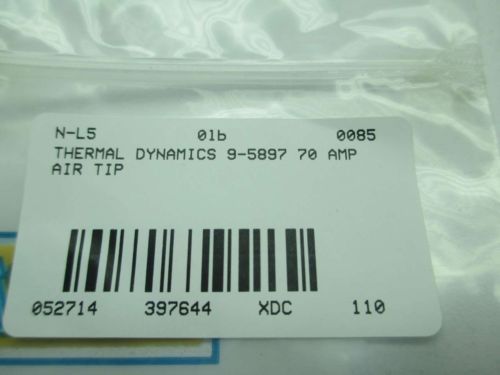 N-L5 01b 0085
THERMAL DYNAMICS 9-5897 70 AMP
AIR TIP
052714 397644 XDC 110